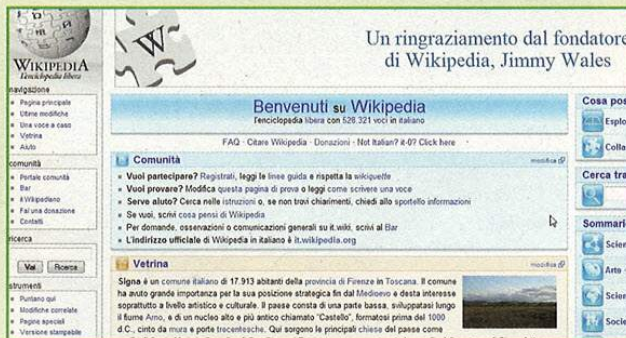 Un ringraziamento dal fondatore
di Wikipedia, Jimmy Wales
WIKIPEDIA
L'enciclopedia libera
navigazione
Pagina principale
Ultime modifiche
Una voce a caso
Vetrina
Aiuto
comunità
Portale comunità
Bar
il Wikipediano
Fai una donazione
Contatti
ricerca
Vai Ricerca
strumenti
Puntano qui
Modifiche correlate
Pagine speciali
Versione stampabile
Benvenuti su Wikipedia
l'enciclopedia libera con 528.321 voci in italiano
FAQ · Citare Wikipedia · Donazioni · Not Italian? it-0? Click here
Comunità
modifica
Vuoi partecipare? Registrati, leggi le linee guida e rispetta la wikiquette
Vuoi provare? Modifica questa pagina di prova o leggi come scrivere una voce
Serve aiuto? Cerca nelle istruzioni o, se non trovi chiarimenti, chiedi allo sportello informazioni
Se vuoi, scrivi cosa pensi di Wikipedia
Per domande, osservazioni o comunicazioni generali su it.wiki, scrivi al Bar
L'indirizzo ufficiale di Wikipedia in italiano è it.wikipedia.org
Vetrina
modifica
Signa è un comune italiano di 17.913 abitanti della provincia di Firenze in Toscana. Il comune
ha avuto grande importanza per la sua posizione strategica fin dal Medioevo e desta interesse
soprattutto a livello artistico e culturale. Il paese consta di una parte bassa, sviluppatasi lungo
il fiume Arno, e di un nucleo alto e più antico chiamato "Castello", formatosi prima del 1000
d.C., cinto da mura e porte trecentesche. Qui sorgono le principali chiese del paese come
Cosa pos
Esplo
Colla
Cerca tra
Sommari
Scien
Arte
Scien
Socie